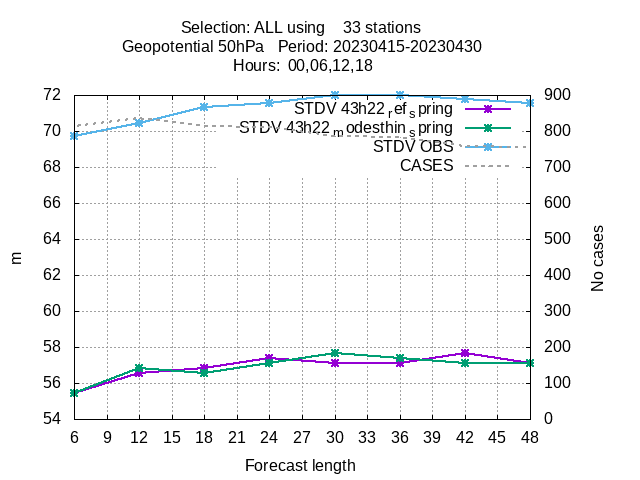 Selection: ALL using    33 stations
Geopotential 50hPa   Period: 20230415-20230430
Hours:  00,06,12,18
STDV 43h22ref_spring
STDV 43h22modesthin_spring
STDV OBS
CASES
72
70
68
66
64
62
60
58
56
54
m
900
800
700
600
500
400
300
200
100
0
No cases
6 9 12 15 18 21 24 27 30 33 36 39 42 45 48
Forecast length